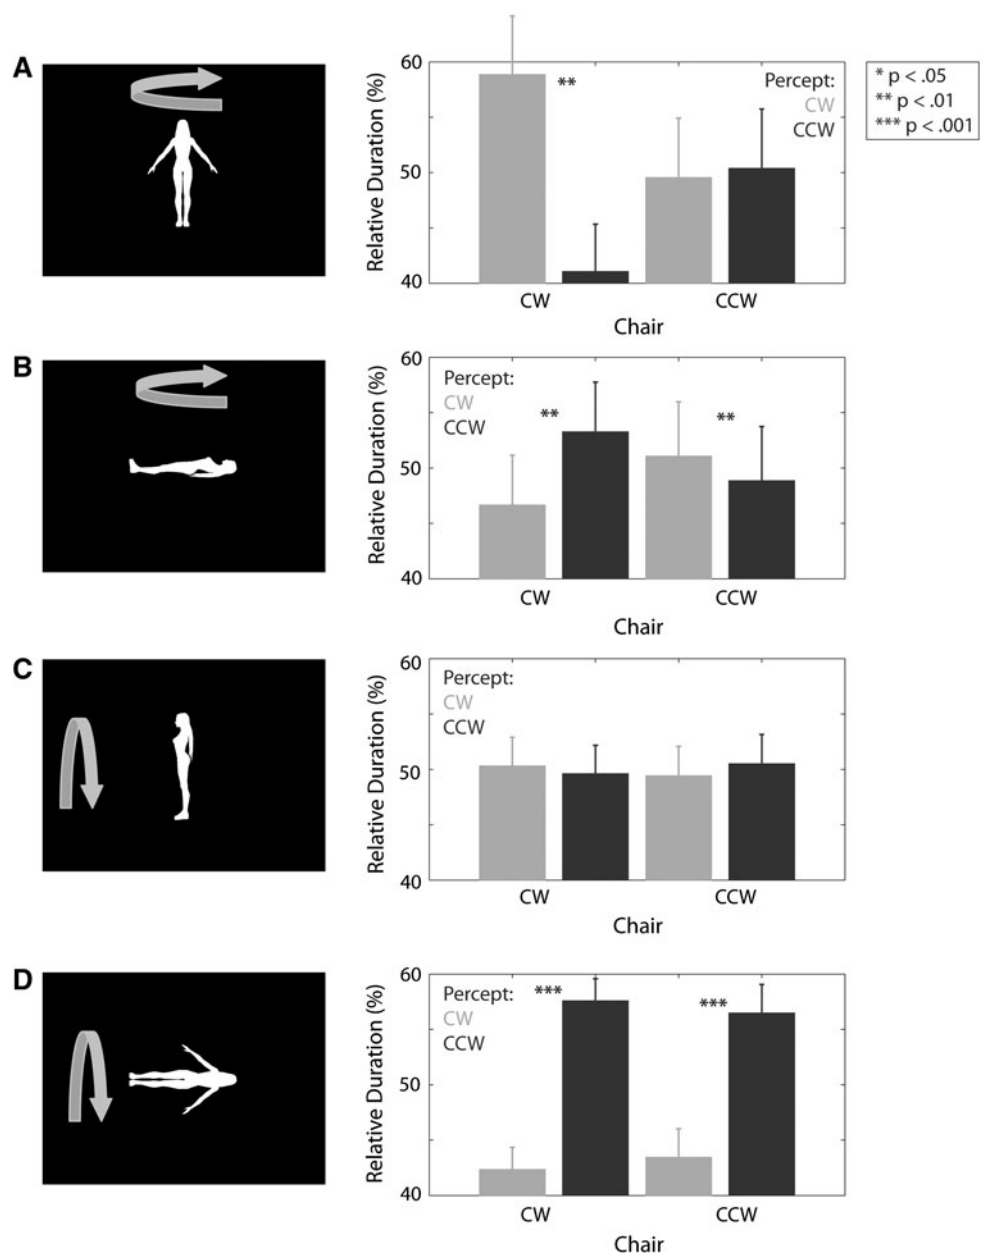 A
Relative Duration (%)
60
50
40
**
Percept:
CW
CCW
CW
CCW
Chair
* p < .05
** p < .01
*** p < .001
B
Relative Duration (%)
60
50
40
Percept:
CW
CCW
**
**
CW
CCW
Chair
C
Relative Duration (%)
60
50
40
Percept:
CW
CCW
CW
CCW
Chair
D
Relative Duration (%)
60
50
40
Percept:
CW
CCW
***
***
CW
CCW
Chair